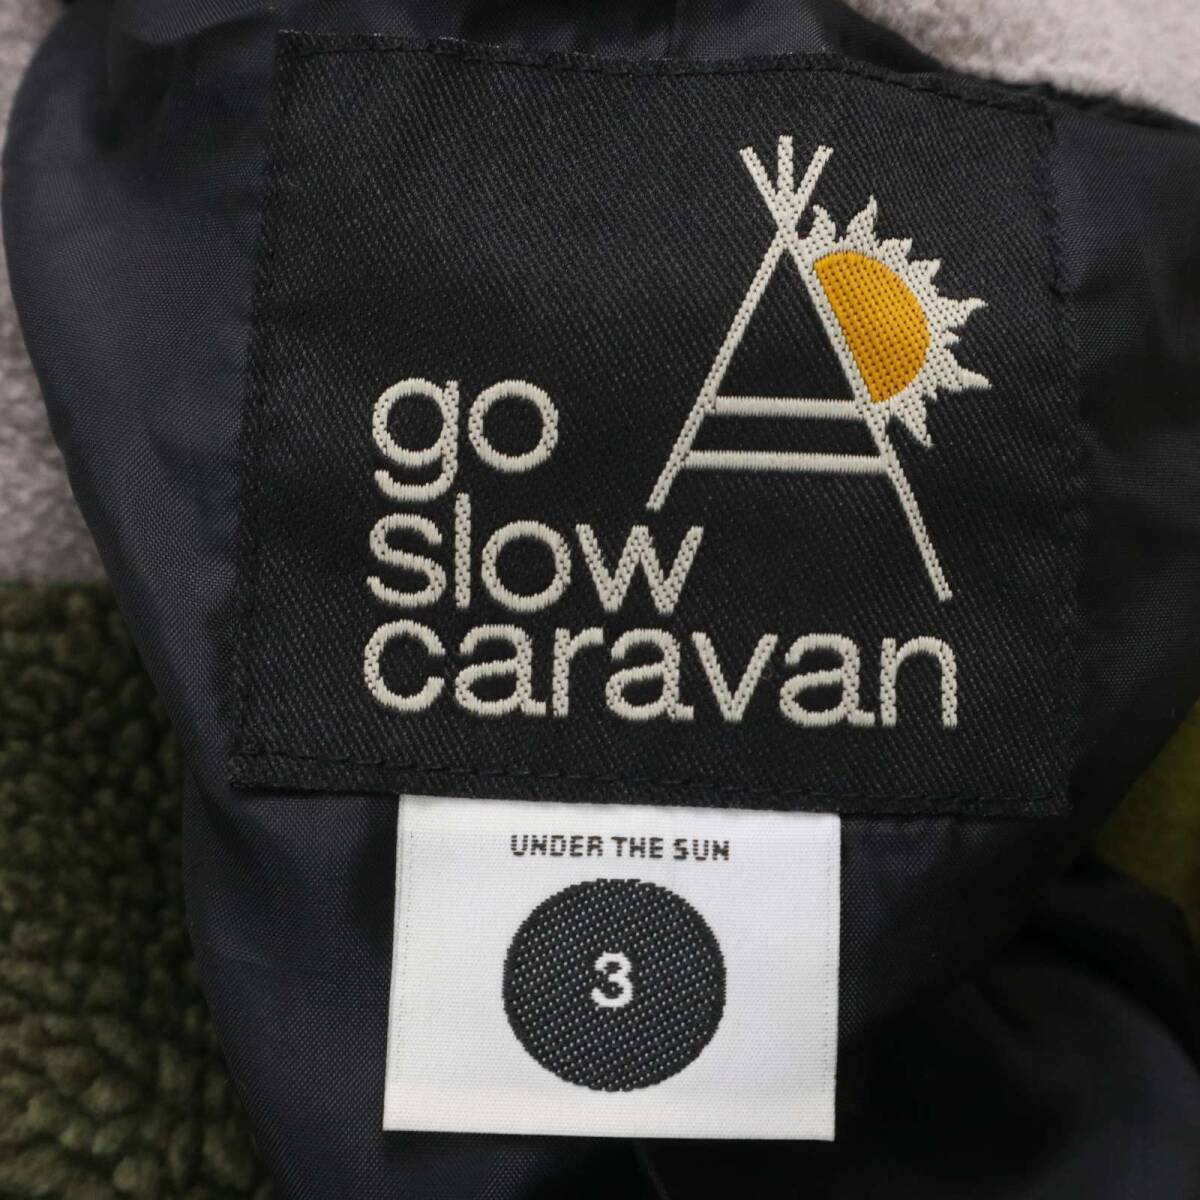 go
slow
caravan
UNDER THE SUN
3